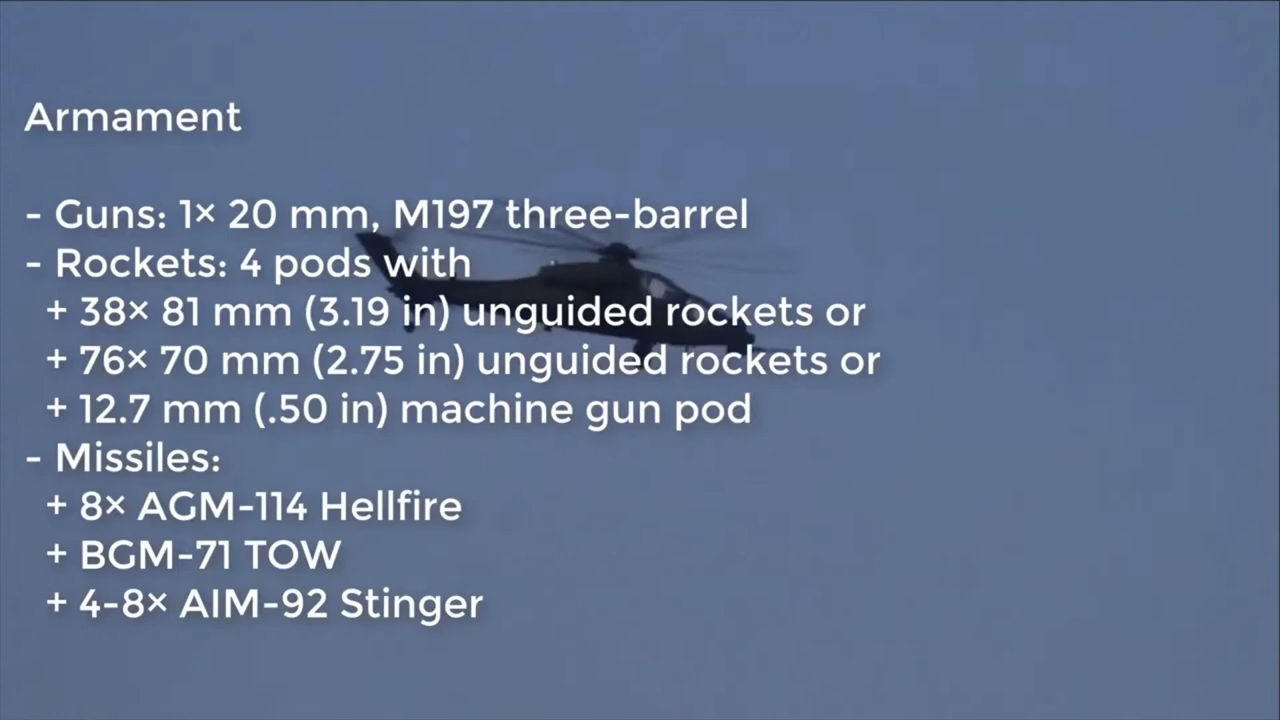 Armament
- Guns: 1× 20 mm, M197 three-barrel
- Rockets: 4 pods with
+ 38× 81 mm (3.19 in) unguided rockets or
+ 76× 70 mm (2.75 in) unguided rockets or
+ 12.7 mm (.50 in) machine gun pod
- Missiles:
+ 8× AGM-114 Hellfire
+ BGM-71 TOW
+ 4-8× AIM-92 Stinger